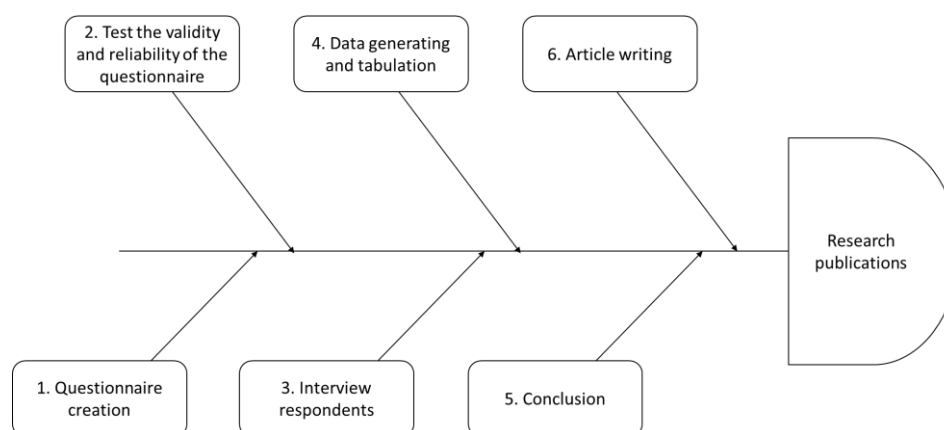 2. Test the validity
and reliability of the
questionnaire
4. Data generating
and tabulation
6. Article writing
Research
publications
1. Questionnaire
creation
3. Interview
respondents
5. Conclusion